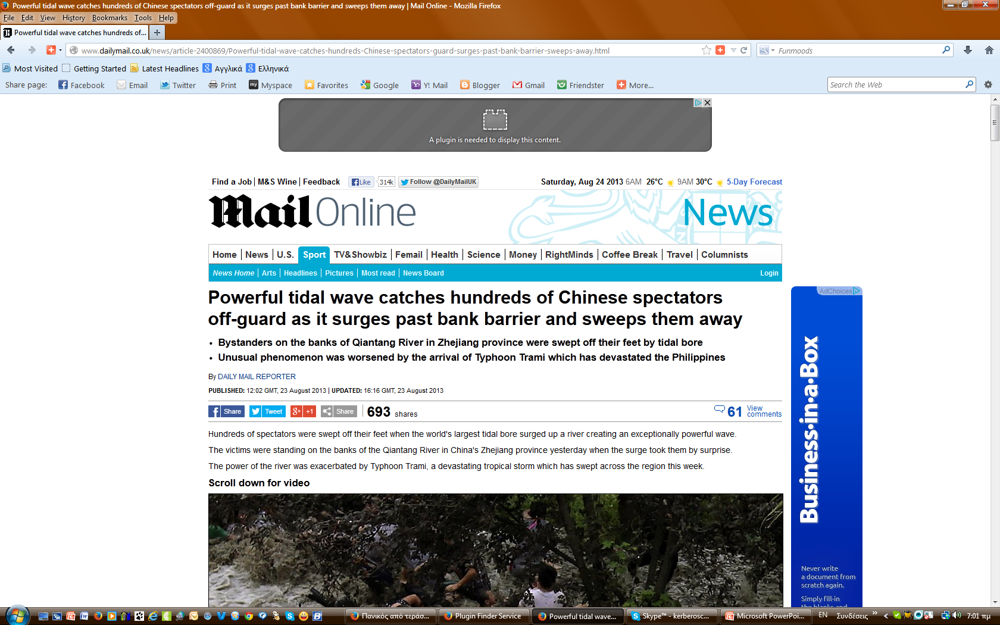 Powerful tidal wave catches hundreds of Chinese spectators off-guard as it surges past bank barrier and sweeps them away | Mail Online - Mozilla Firefox
File Edit View History Bookmarks Tools Help
Powerful tidal wave catches hundreds of...
www.dailymail.co.uk/news/article-2400869/Powerful-tidal-wave-catches-hundreds-Chinese-spectators-guard-surges-past-bank-barrier-sweeps-away.html Funmoods
Most Visited Getting Started Latest Headlines Αγγλικά Ελληνικά
Share page: Facebook Email Twitter Print Myspace Favorites Google Y! Mail Blogger Gmail Friendster More... Search the Web
A plugin is needed to display this content.
Find a Job | M&S Wine | Feedback Like 314k Follow @DailyMailUK Saturday, Aug 24 2013 6AM 26°C 9AM 30°C 5-Day Forecast
Mail Online News
Home News U.S. Sport TV&Showbiz Femail Health Science Money RightMinds Coffee Break Travel Columnists
News Home Arts Headlines Pictures Most read News Board Login
Powerful tidal wave catches hundreds of Chinese spectators
off-guard as it surges past bank barrier and sweeps them away
• Bystanders on the banks of Qiantang River in Zhejiang province were swept off their feet by tidal bore
• Unusual phenomenon was worsened by the arrival of Typhoon Trami which has devastated the Philippines
By DAILY MAIL REPORTER
PUBLISHED: 12:02 GMT, 23 August 2013 | UPDATED: 16:16 GMT, 23 August 2013
Share Tweet +1 Share 693 shares 61 View comments
Hundreds of spectators were swept off their feet when the world's largest tidal bore surged up a river creating an exceptionally powerful wave.
The victims were standing on the banks of the Qiantang River in China's Zhejiang province yesterday when the surge took them by surprise.
The power of the river was exacerbated by Typhoon Trami, a devastating tropical storm which has swept across the region this week.
Scroll down for video
AdChoices
Business-in-a-Box
Never write
a document from
scratch again.
Simply fill-in
the blanks and
Πανικός από τεράσ... Plugin Finder Service Powerful tidal wave... Skype™ - kerberosc... Microsoft PowerPoi... EN Συνδέσεις 7:01 πμ